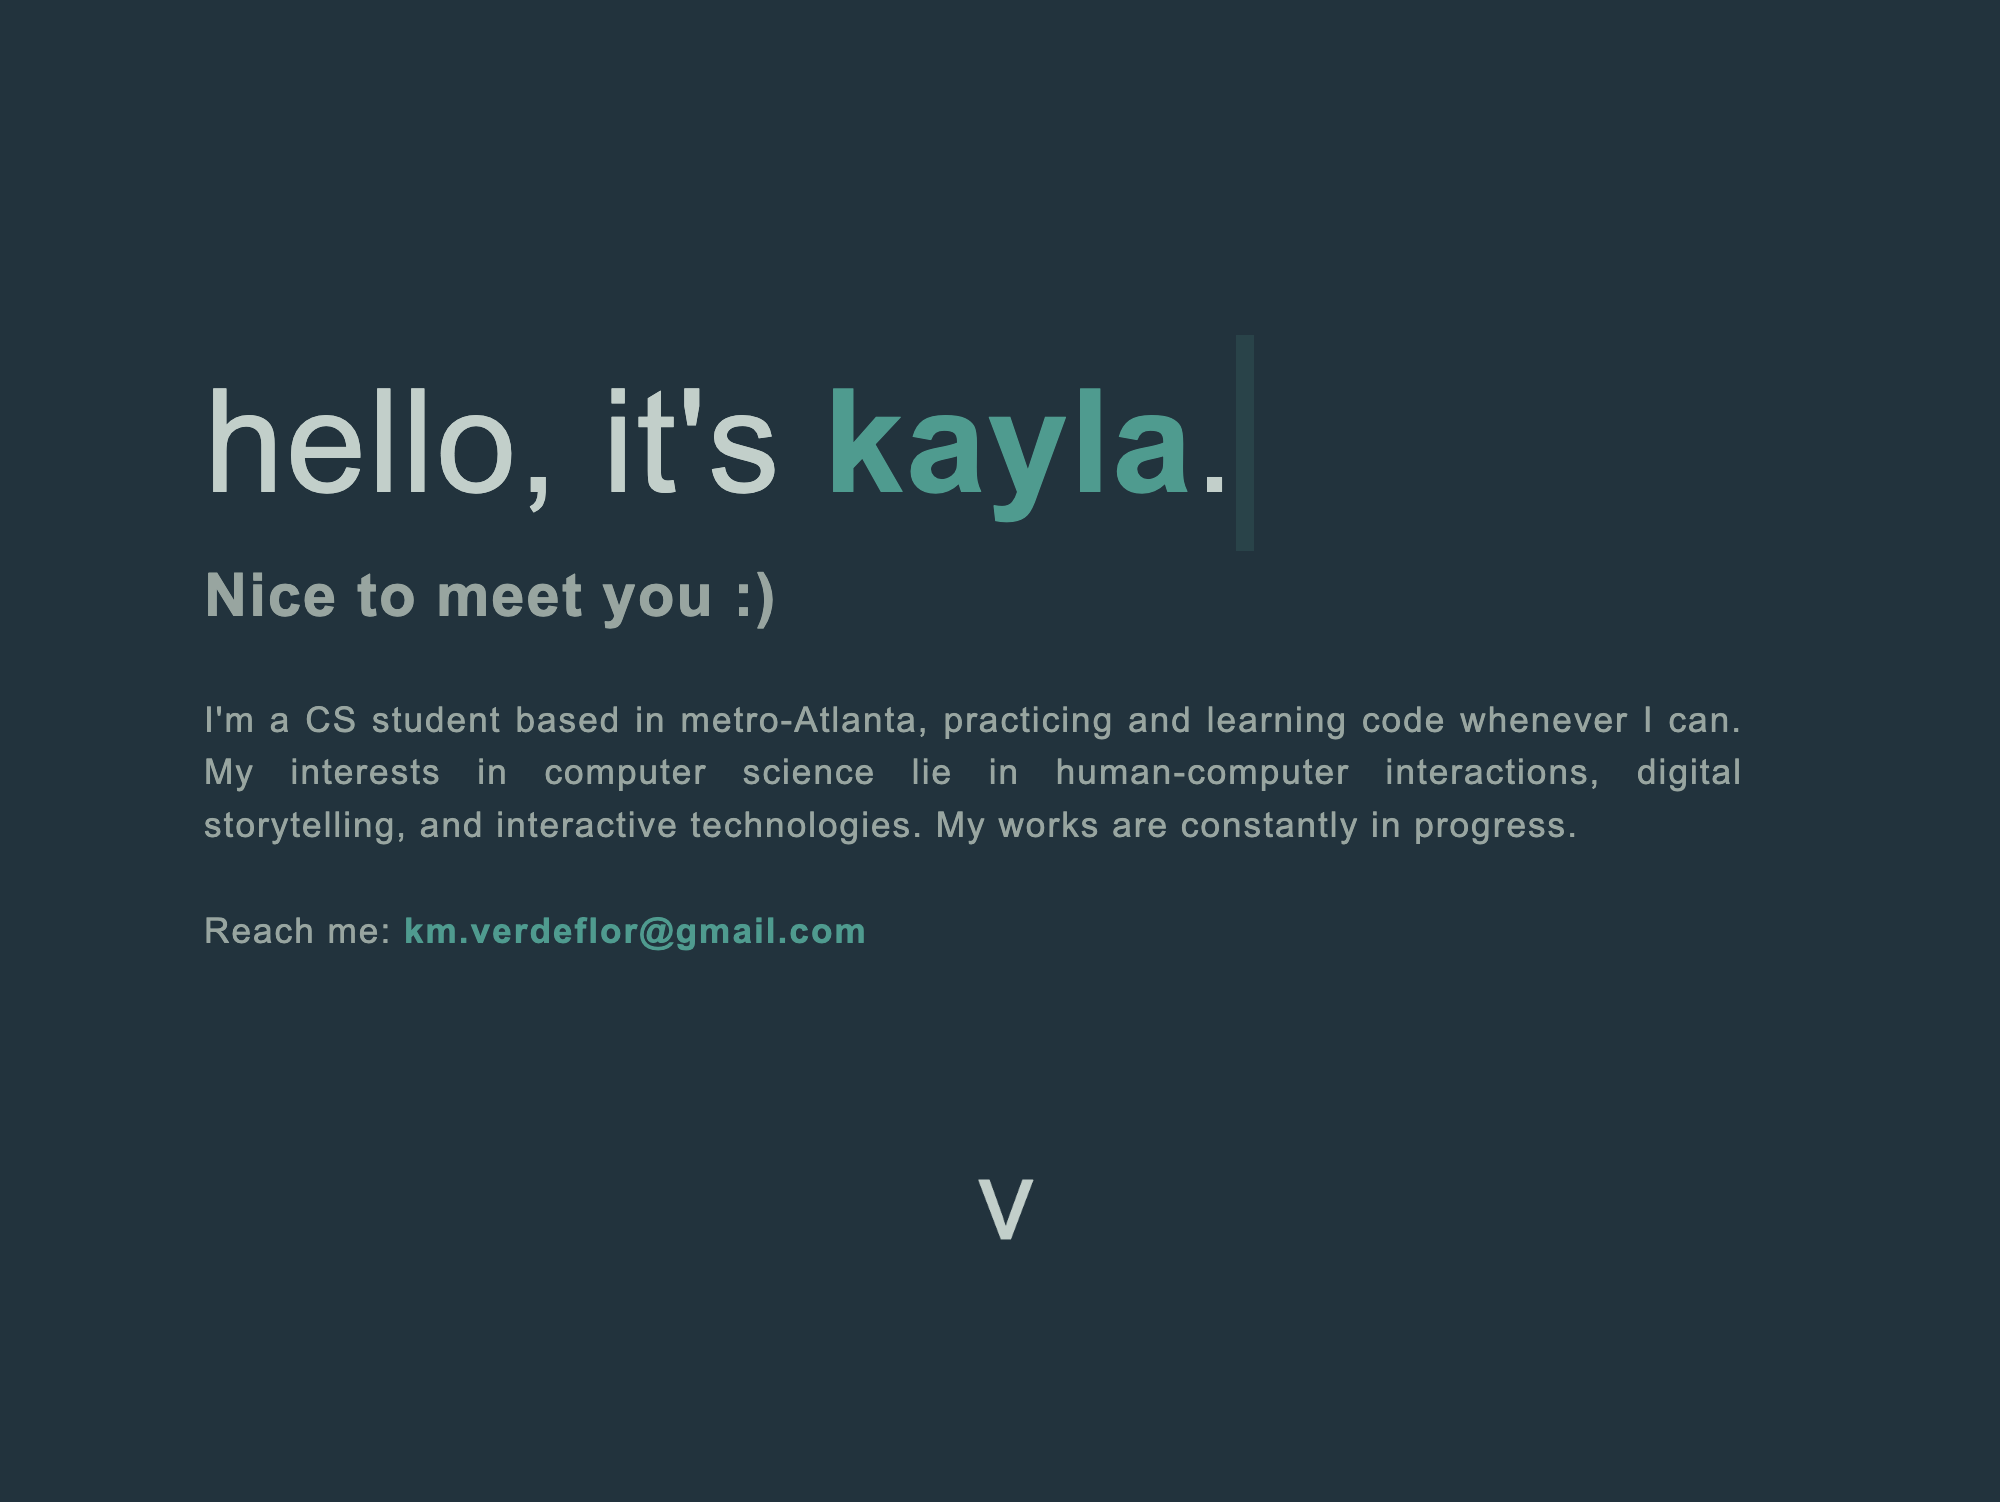 hello, it's kayla.
Nice to meet you :)
I'm a CS student based in metro-Atlanta, practicing and learning code whenever I can.
My interests in computer science lie in human-computer interactions, digital
storytelling, and interactive technologies. My works are constantly in progress.
Reach me: km.verdeflor@gmail.com
v